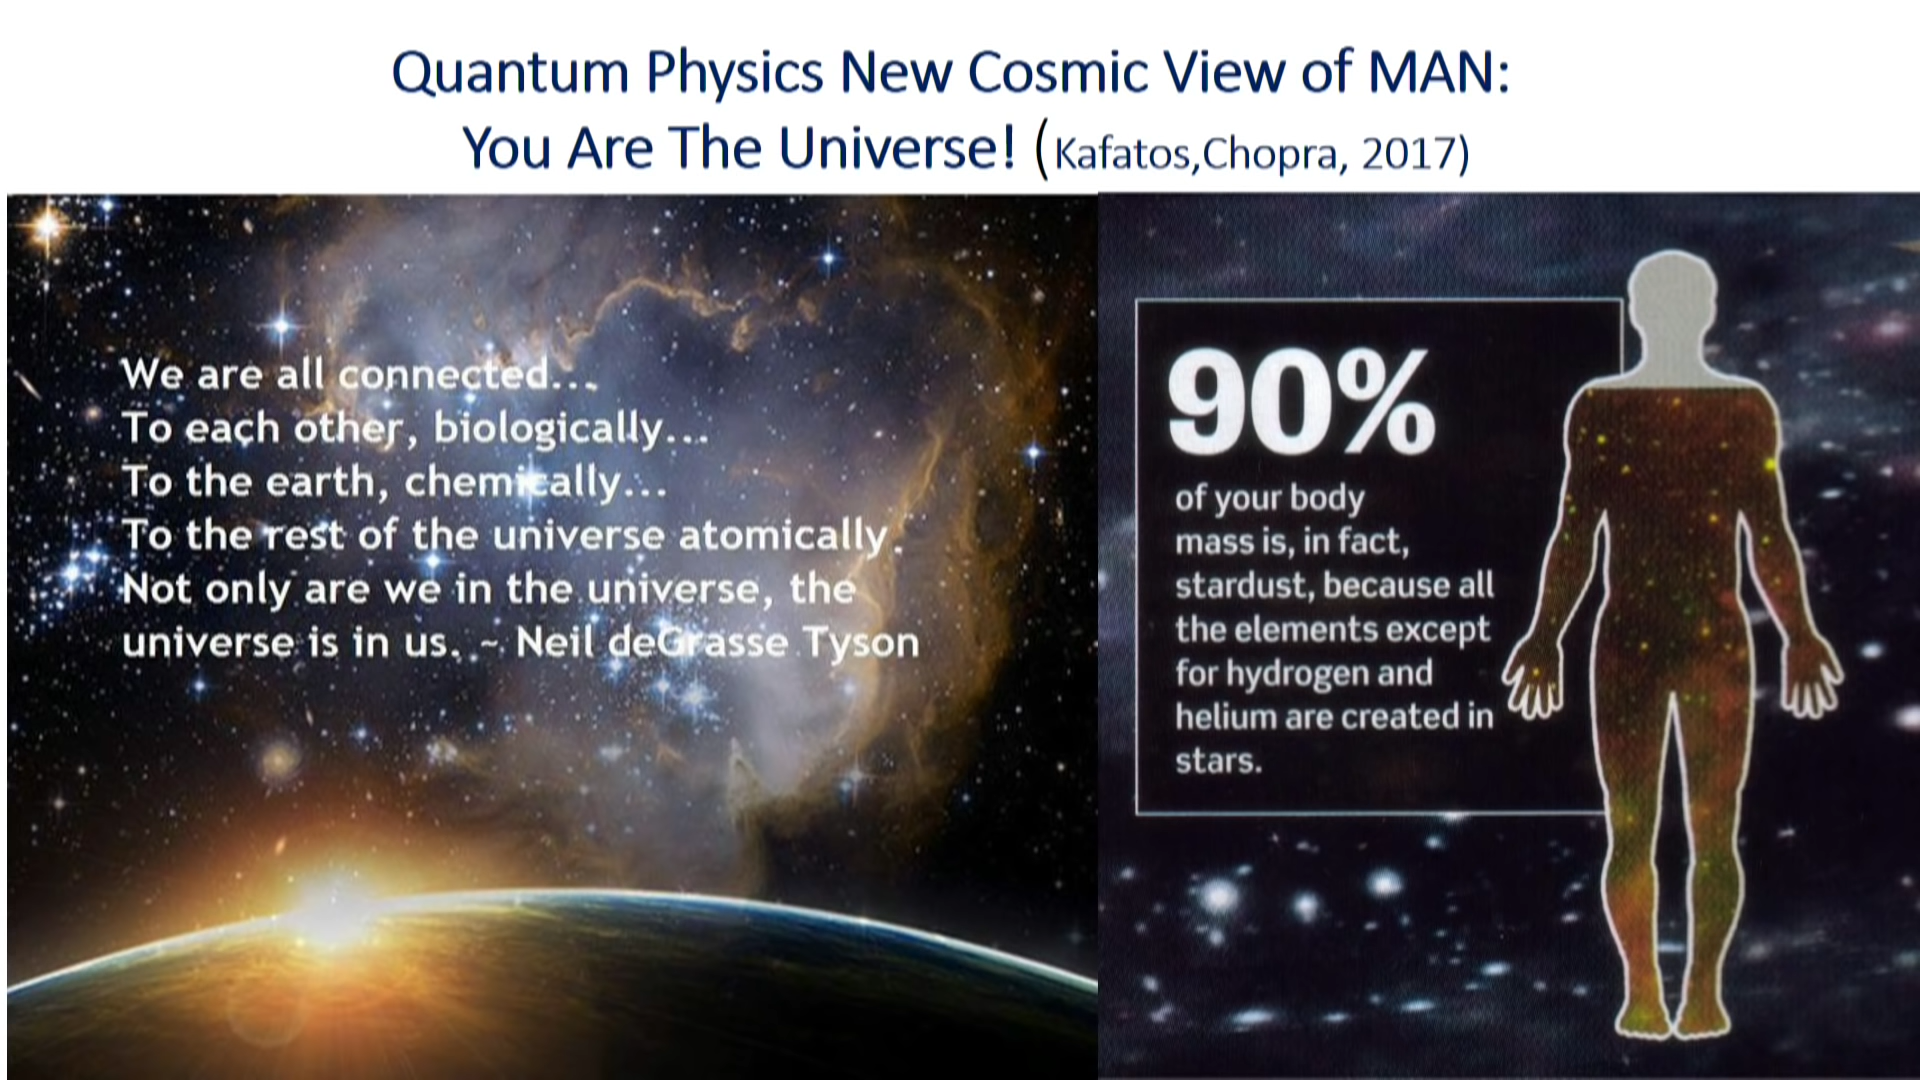 Quantum Physics New Cosmic View of MAN:
You Are The Universe! (Kafatos,Chopra, 2017)
We are all connected...
To each other, biologically...
To the earth, chemically...
To the rest of the universe atomically.
Not only are we in the universe, the
universe is in us. ~ Neil deGrasse Tyson
90%
of your body
mass is, in fact,
stardust, because all
the elements except
for hydrogen and
helium are created in
stars.